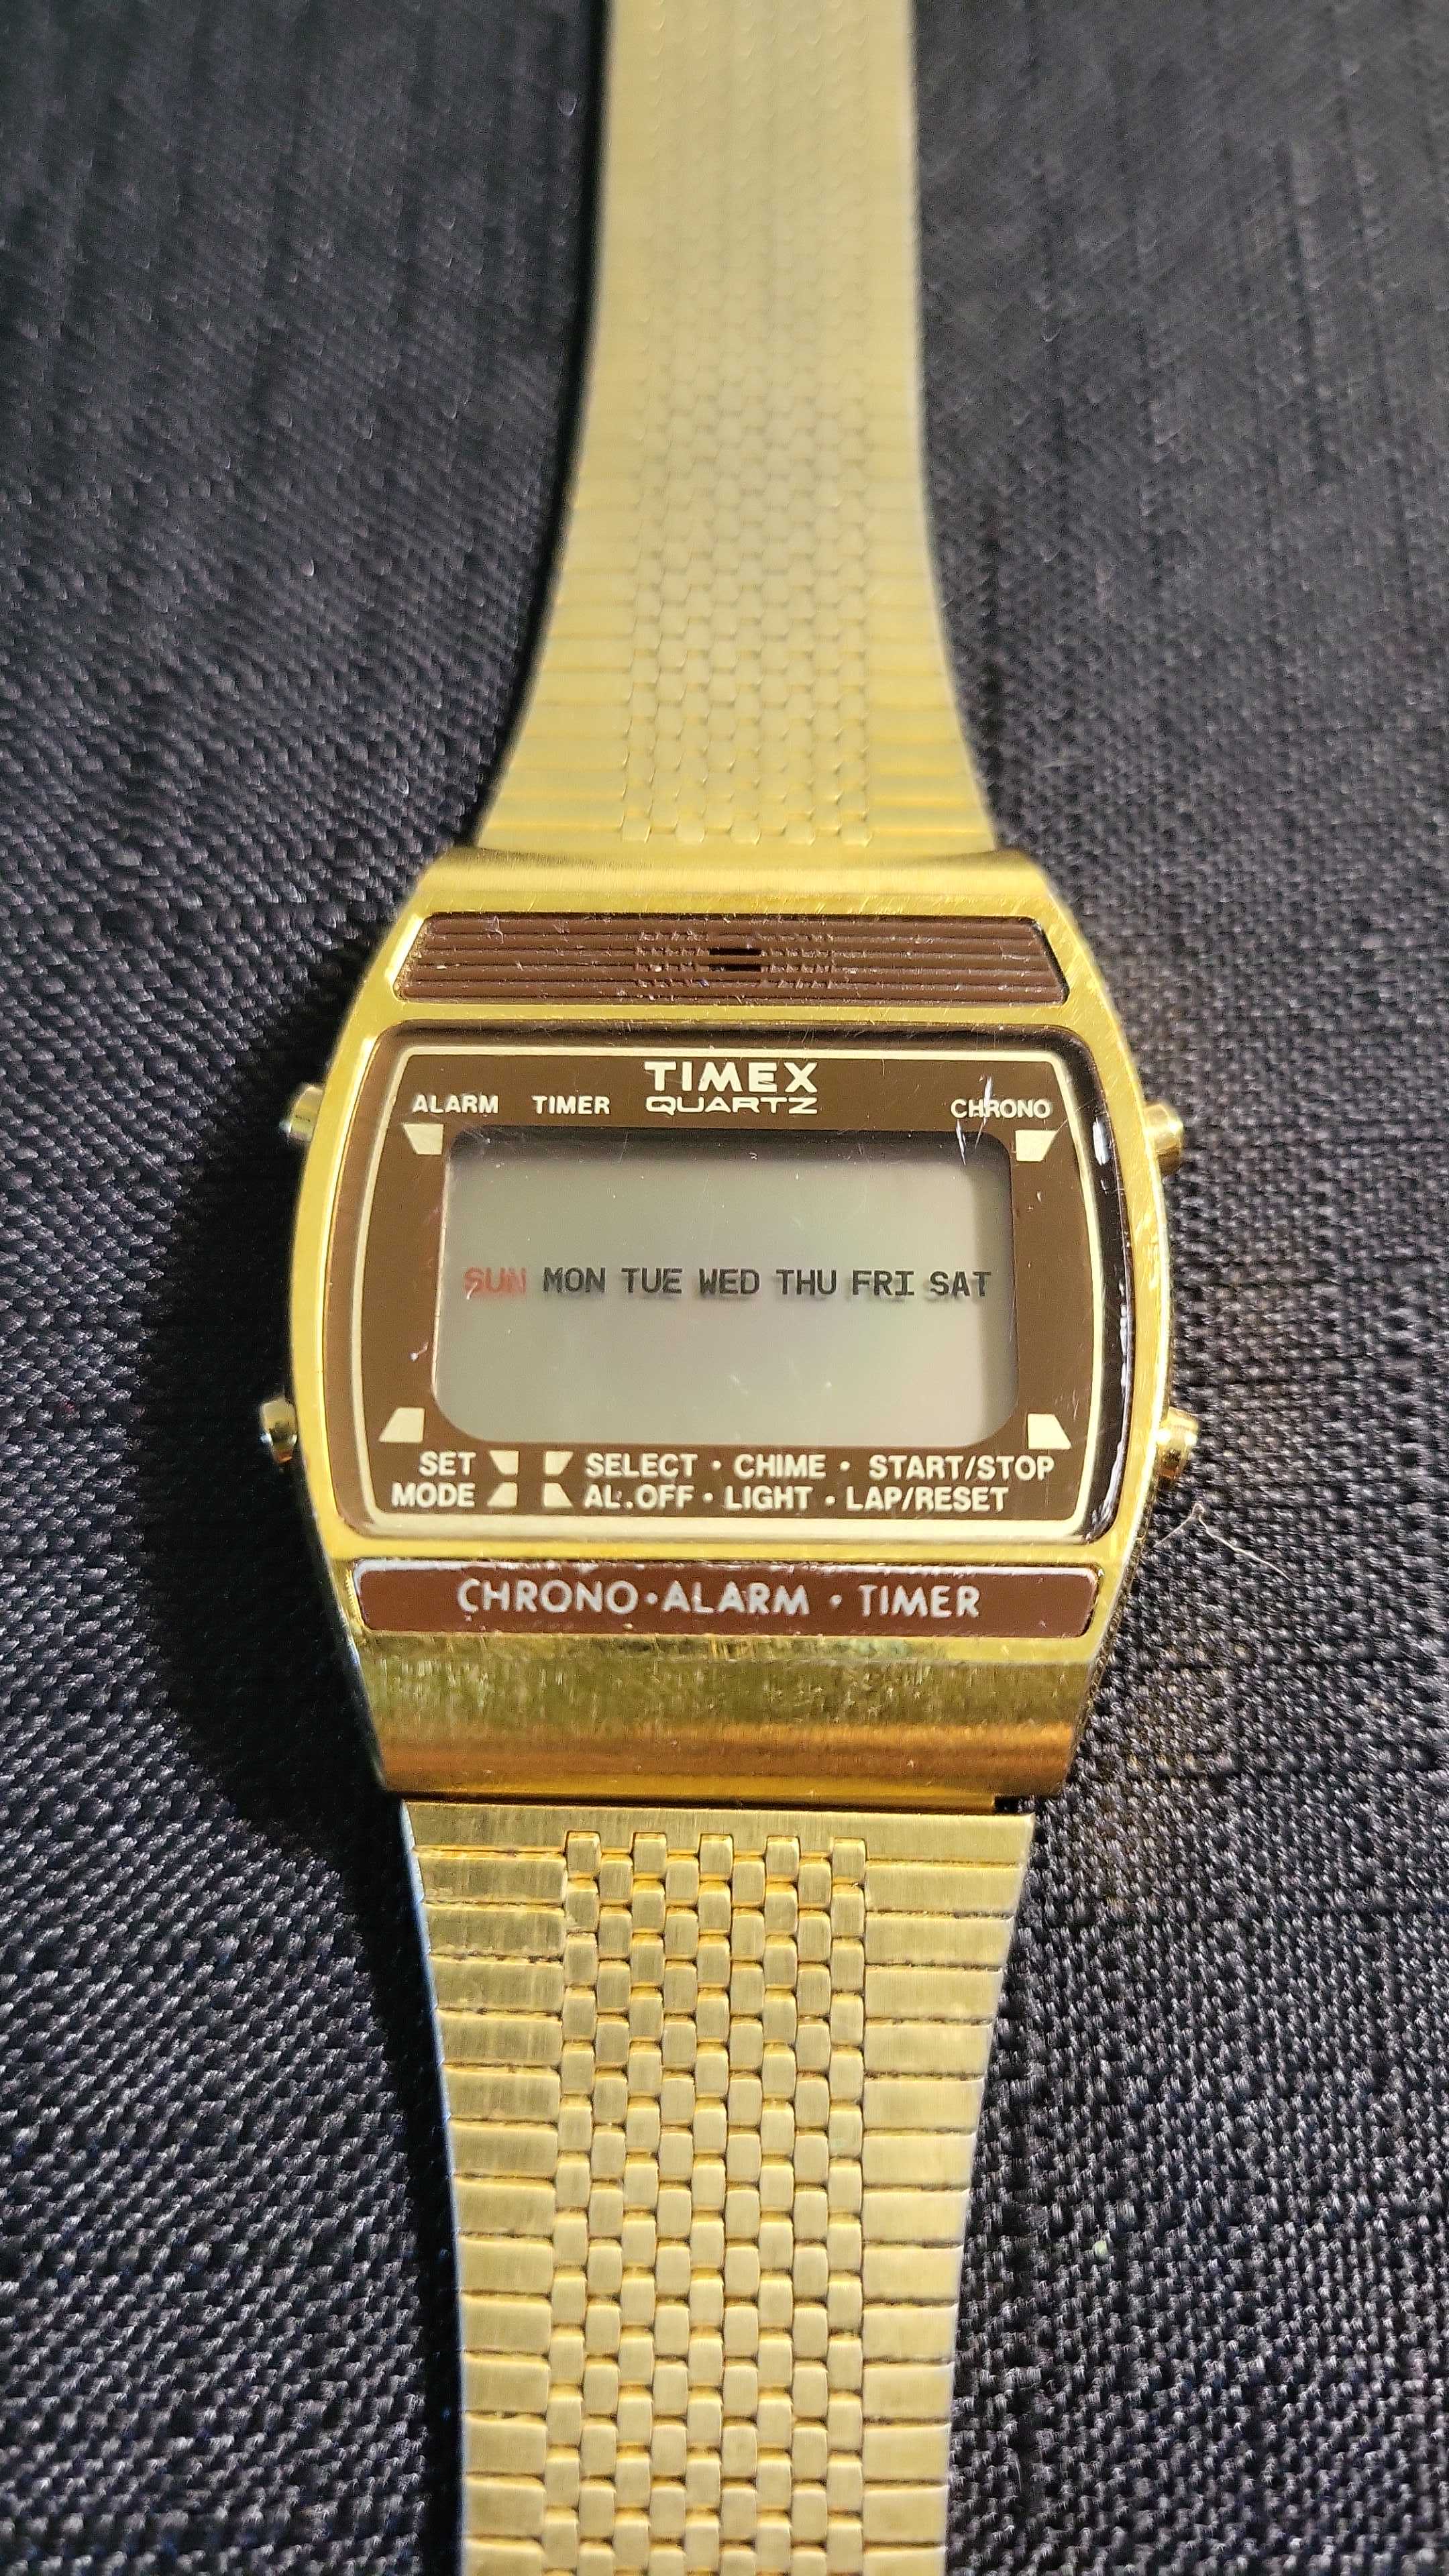 TIMEX
ALARM TIMER QUARTZ CHRONO
SUN MON TUE WED THU FRI SAT
SET SELECT · CHIME · START/STOP
MODE AL.OFF · LIGHT · LAP/RESET
CHRONO · ALARM · TIMER